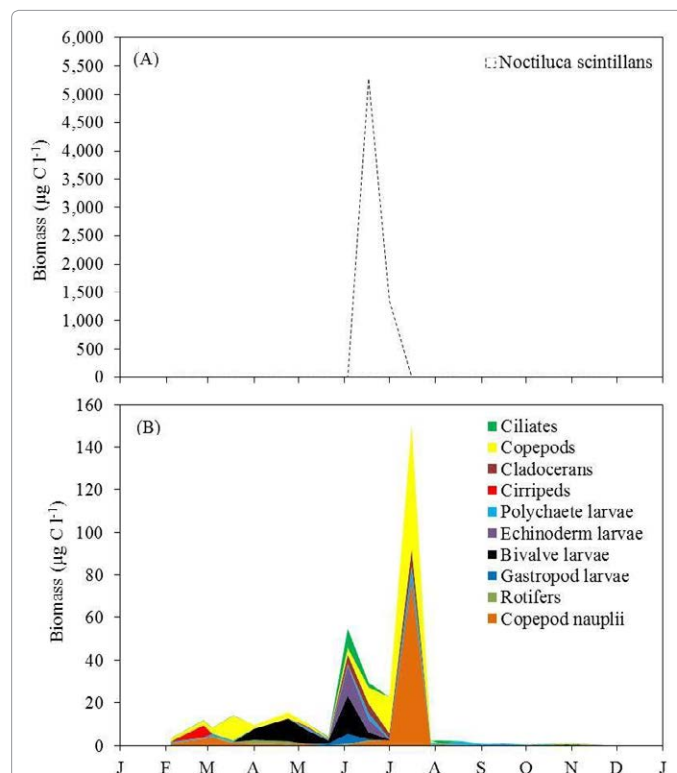 6,000
5,500
5,000
4,500
4,000
3,500
3,000
2,500
2,000
1,500
1,000
500
0
Biomass (µg C l⁻¹)
(A)
Noctiluca scintillans
160
140
120
100
80
60
40
20
0
Biomass (µg C l⁻¹)
(B)
Ciliates
Copepods
Cladocerans
Cirripeds
Polychaete larvae
Echinoderm larvae
Bivalve larvae
Gastropod larvae
Rotifers
Copepod nauplii
J F M A M J J A S O N D J